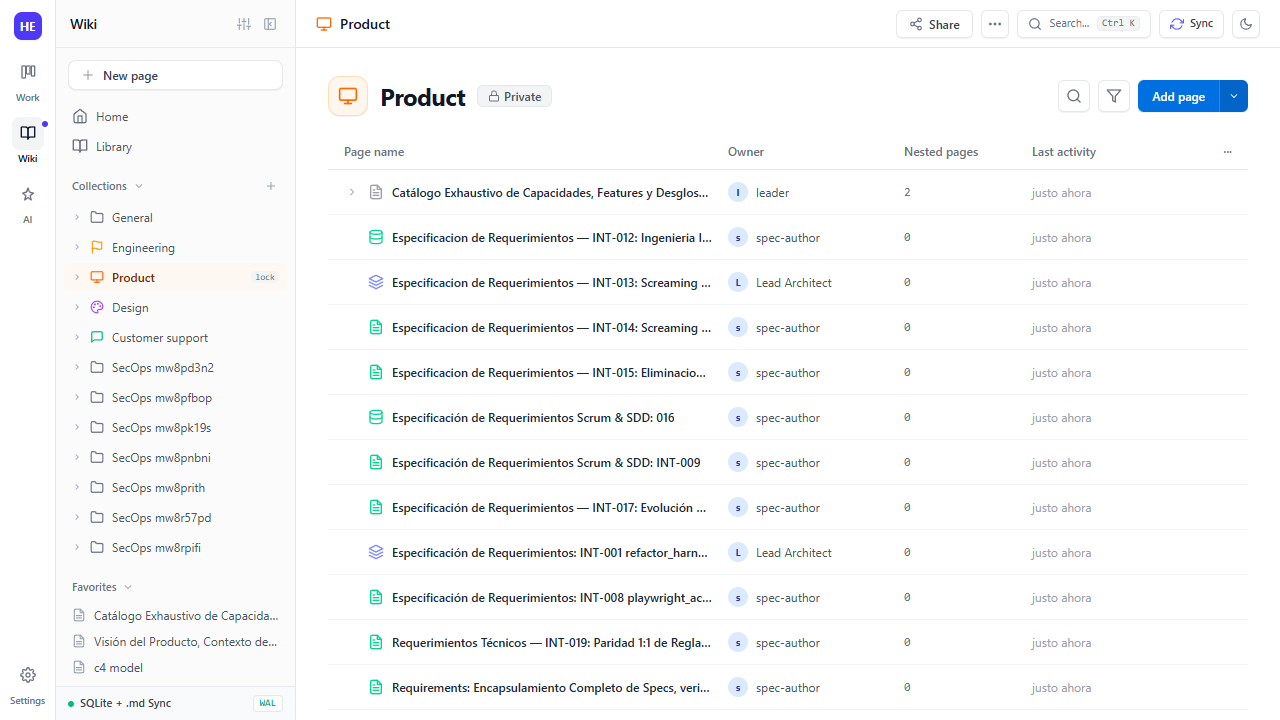 HE
Work
Wiki
AI
Settings
Wiki
New page
Home
Library
Collections
General
Engineering
Product lock
Design
Customer support
SecOps mw8pd3n2
SecOps mw8pfbop
SecOps mw8pk19s
SecOps mw8pnbni
SecOps mw8prith
SecOps mw8r57pd
SecOps mw8rpifi
Favorites
Catálogo Exhaustivo de Capacida...
Visión del Producto, Contexto de...
c4 model
SQLite + .md Sync WAL
Product
Share
Search... Ctrl K
Sync
Product Private
Add page
Page name Owner Nested pages Last activity
Catálogo Exhaustivo de Capacidades, Features y Desglos... l leader 2 justo ahora
Especificacion de Requerimientos — INT-012: Ingenieria I... s spec-author 0 justo ahora
Especificacion de Requerimientos — INT-013: Screaming ... L Lead Architect 0 justo ahora
Especificacion de Requerimientos — INT-014: Screaming ... s spec-author 0 justo ahora
Especificacion de Requerimientos — INT-015: Eliminacio... s spec-author 0 justo ahora
Especificación de Requerimientos Scrum & SDD: 016 s spec-author 0 justo ahora
Especificación de Requerimientos Scrum & SDD: INT-009 s spec-author 0 justo ahora
Especificación de Requerimientos — INT-017: Evolución ... s spec-author 0 justo ahora
Especificación de Requerimientos: INT-001 refactor_harn... L Lead Architect 0 justo ahora
Especificación de Requerimientos: INT-008 playwright_ac... s spec-author 0 justo ahora
Requerimientos Técnicos — INT-019: Paridad 1:1 de Regla... s spec-author 0 justo ahora
Requirements: Encapsulamiento Completo de Specs, veri... s spec-author 0 justo ahora